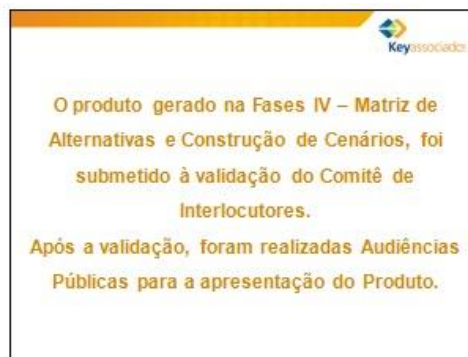 Keyassociados
O produto gerado na Fases IV – Matriz de
Alternativas e Construção de Cenários, foi
submetido à validação do Comitê de
Interlocutores.
Após a validação, foram realizadas Audiências
Públicas para a apresentação do Produto.